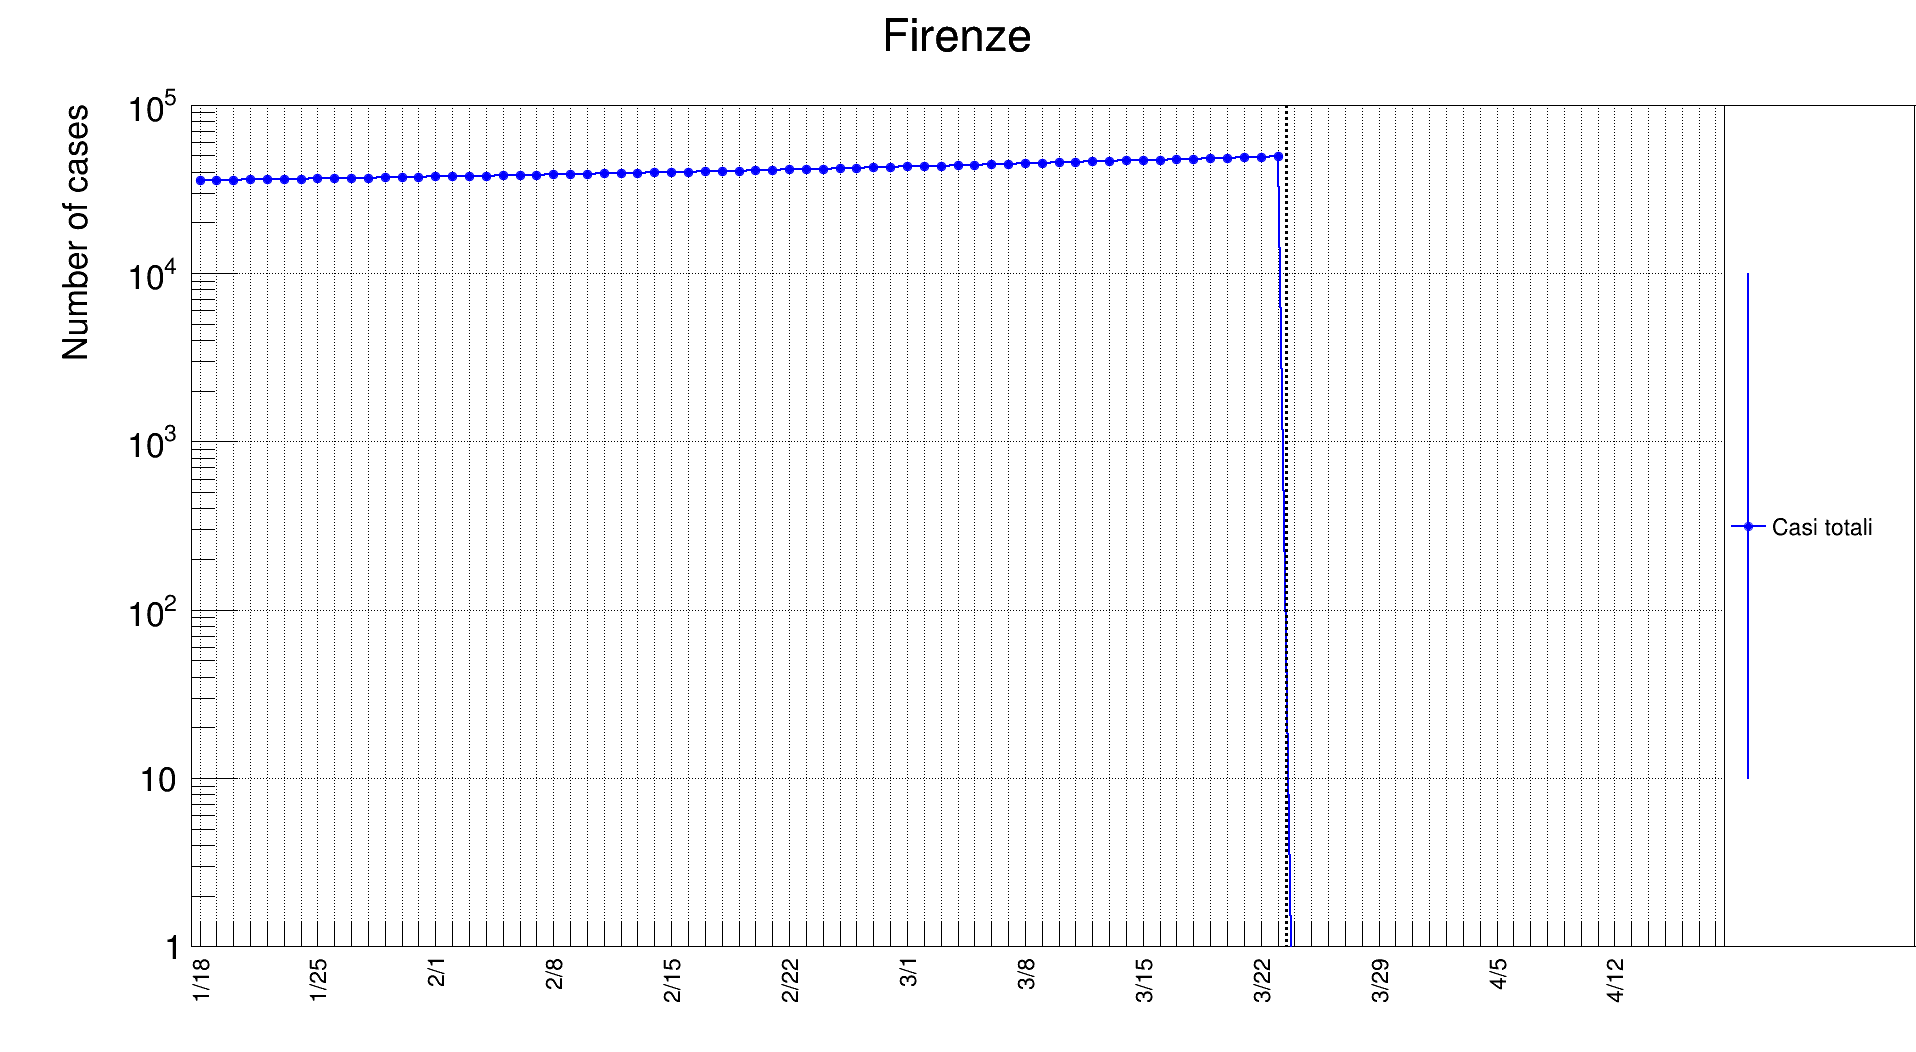 Firenze
Number of cases
10^5
10^4
10^3
10^2
10
1
1/18 1/25 2/1 2/8 2/15 2/22 3/1 3/8 3/15 3/22 3/29 4/5 4/12
Casi totali